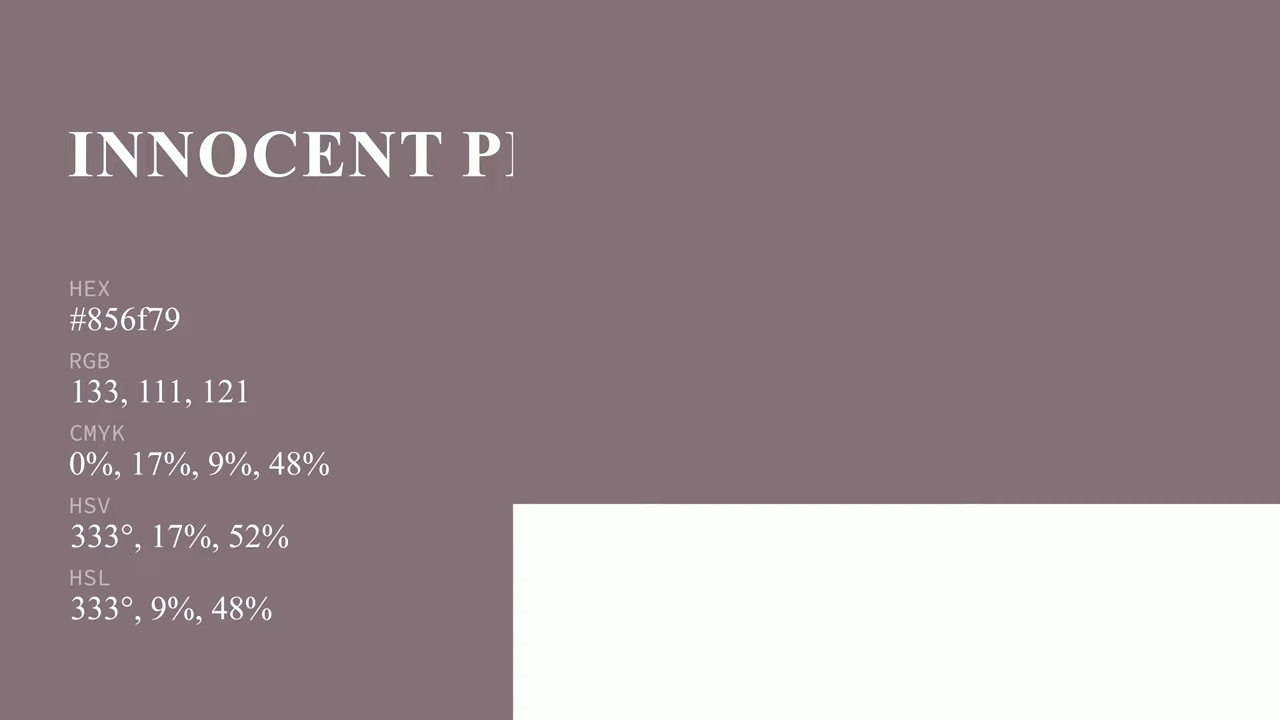 INNOCENT P
HEX
#856f79
RGB
133, 111, 121
CMYK
0%, 17%, 9%, 48%
HSV
333°, 17%, 52%
HSL
333°, 9%, 48%